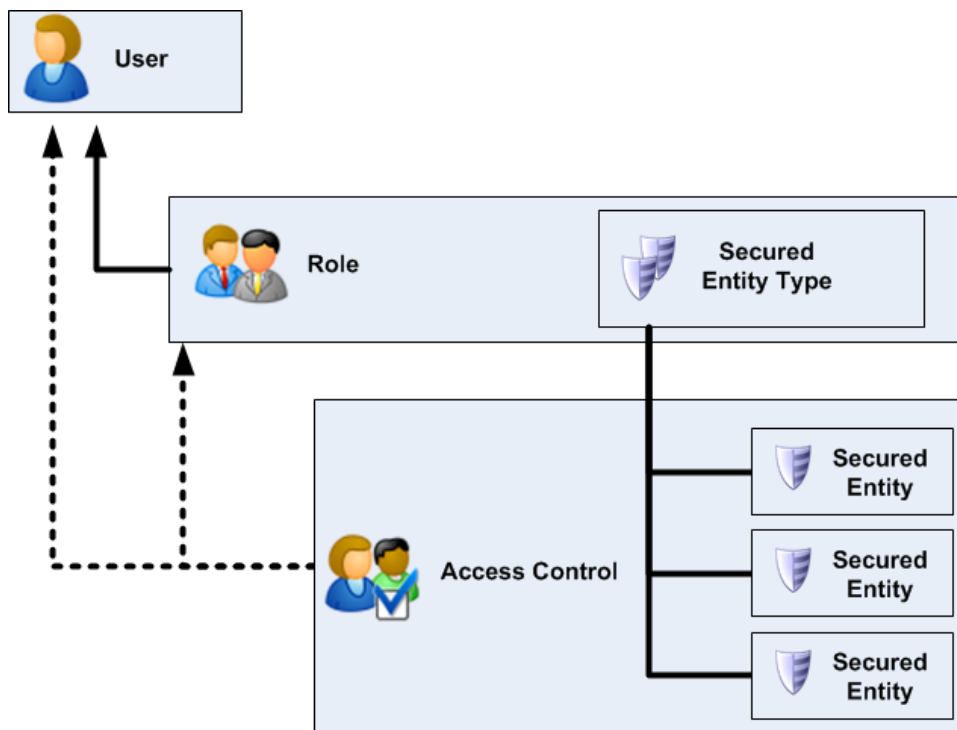 User
Role
Secured
Entity Type
Secured
Entity
Access Control
Secured
Entity
Secured
Entity